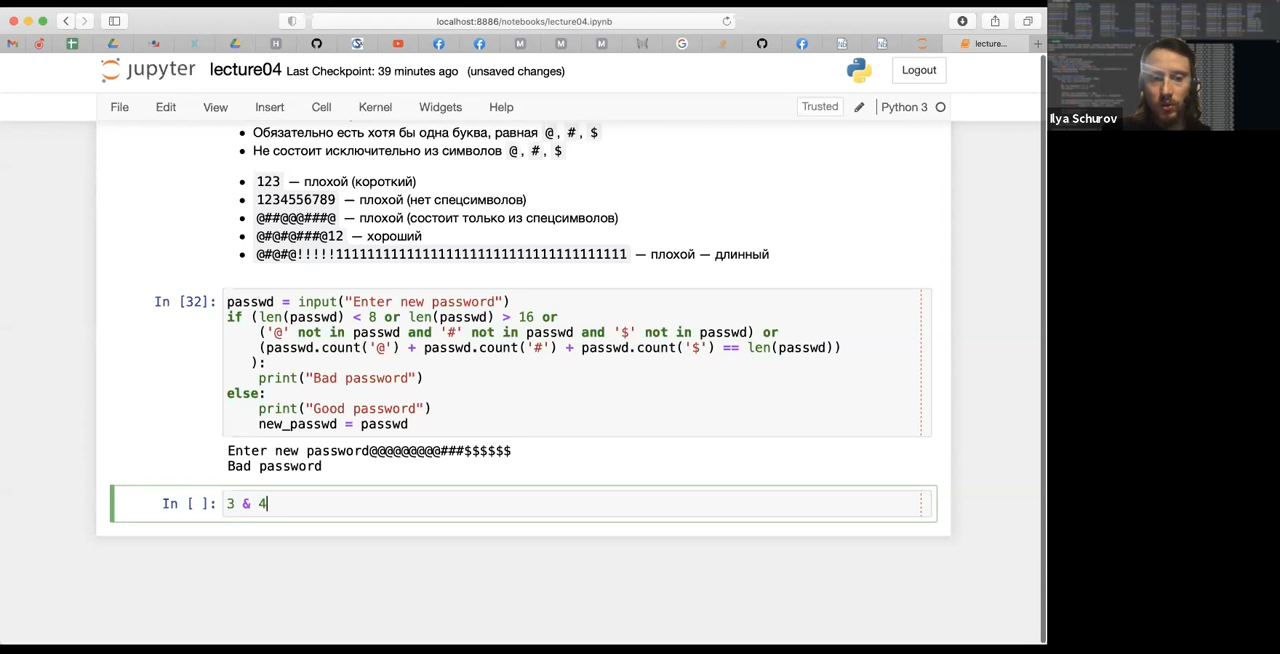 localhost:8886/notebooks/lecture04.ipynb
lecture...
jupyter lecture04 Last Checkpoint: 39 minutes ago (unsaved changes)
Logout
File Edit View Insert Cell Kernel Widgets Help
Trusted Python 3
Ilya Schurov
Обязательно есть хотя бы одна буква, равная @, #, $
Не состоит исключительно из символов @, #, $
123 — плохой (короткий)
1234556789 — плохой (нет спецсимволов)
@##@@@###@ — плохой (состоит только из спецсимволов)
@#@#@###@12 — хороший
— плохой — длинный
In [32]:
passwd = input("Enter new password")
if (len(passwd) < 8 or len(passwd) > 16 or
('@' not in passwd and '#' not in passwd and '$' not in passwd) or
(passwd.count('@') + passwd.count('#') + passwd.count('$') == len(passwd))
):
print("Bad password")
else:
print("Good password")
new_passwd = passwd
Enter new password@@@@@@@@@###$$$$$$
Bad password
In [ ]: 3 & 4